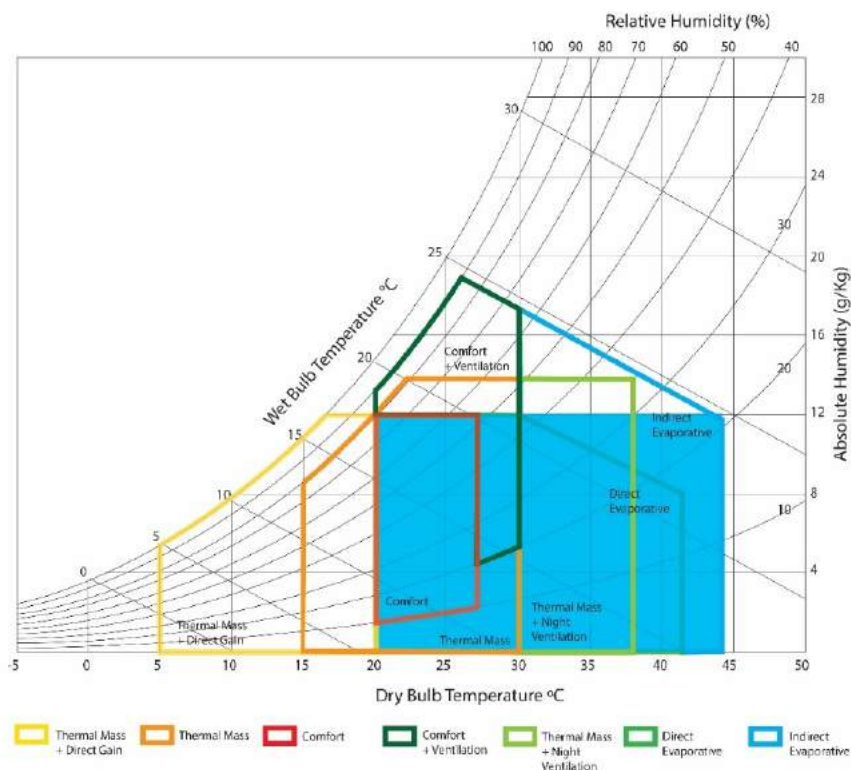 Relative Humidity (%)
100 90 80 70 60 50 40
30
28
24
30
25
20
Wet Bulb Temperature ºC
Absolute Humidity (g/Kg)
20
Comfort
+ Ventilation
16
20
15
12
Indirect
Evaporative
10
Direct
Evaporative
8
10
5
0
4
Comfort
Thermal Mass
+ Direct Gain
Thermal Mass
Thermal Mass
+ Night
Ventilation
-5 0 5 10 15 20 25 30 35 40 45 50
Dry Bulb Temperature ºC
Thermal Mass
+ Direct Gain
Thermal Mass
Comfort
Comfort
+ Ventilation
Thermal Mass
+ Night
Ventilation
Direct
Evaporative
Indirect
Evaporative